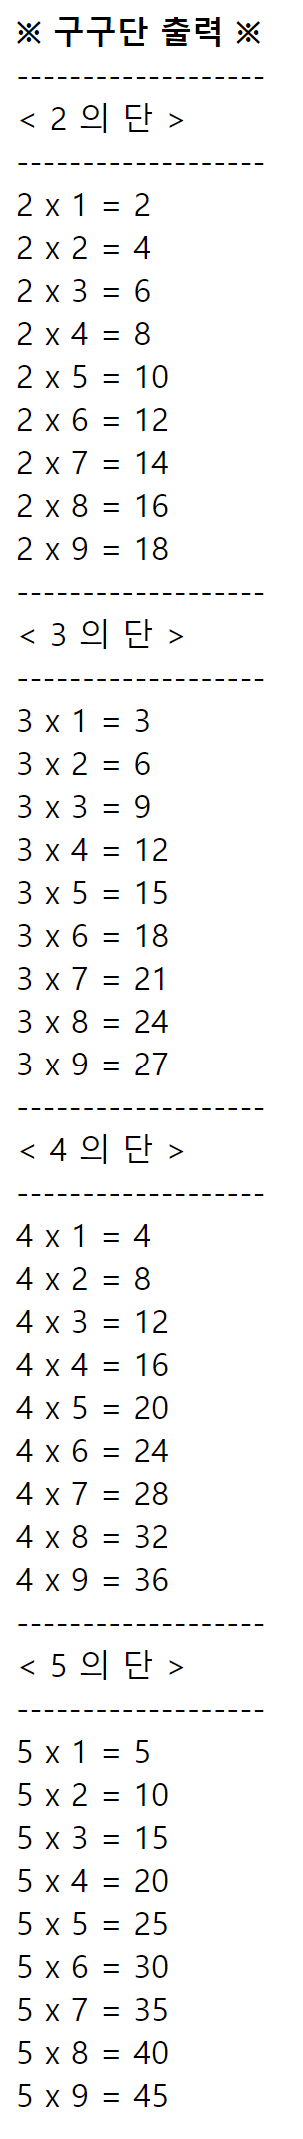 ※ 구구단 출력 ※
-------------------
< 2 의 단 >
-------------------
2 x 1 = 2
2 x 2 = 4
2 x 3 = 6
2 x 4 = 8
2 x 5 = 10
2 x 6 = 12
2 x 7 = 14
2 x 8 = 16
2 x 9 = 18
-------------------
< 3 의 단 >
-------------------
3 x 1 = 3
3 x 2 = 6
3 x 3 = 9
3 x 4 = 12
3 x 5 = 15
3 x 6 = 18
3 x 7 = 21
3 x 8 = 24
3 x 9 = 27
-------------------
< 4 의 단 >
-------------------
4 x 1 = 4
4 x 2 = 8
4 x 3 = 12
4 x 4 = 16
4 x 5 = 20
4 x 6 = 24
4 x 7 = 28
4 x 8 = 32
4 x 9 = 36
-------------------
< 5 의 단 >
-------------------
5 x 1 = 5
5 x 2 = 10
5 x 3 = 15
5 x 4 = 20
5 x 5 = 25
5 x 6 = 30
5 x 7 = 35
5 x 8 = 40
5 x 9 = 45